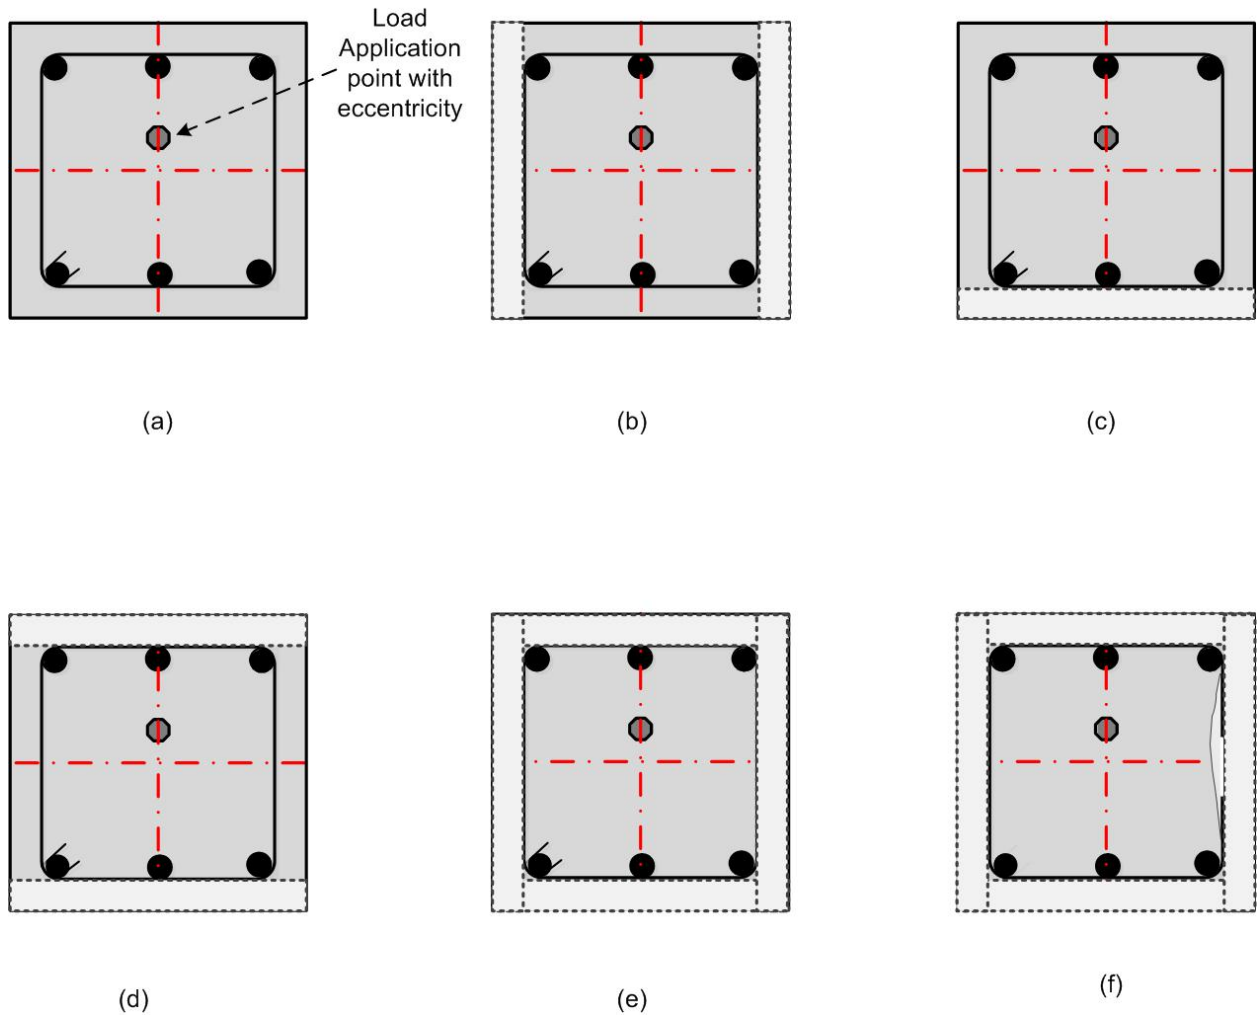 Load
Application
point with
eccentricity
(a)
(b)
(c)
(d)
(e)
(f)